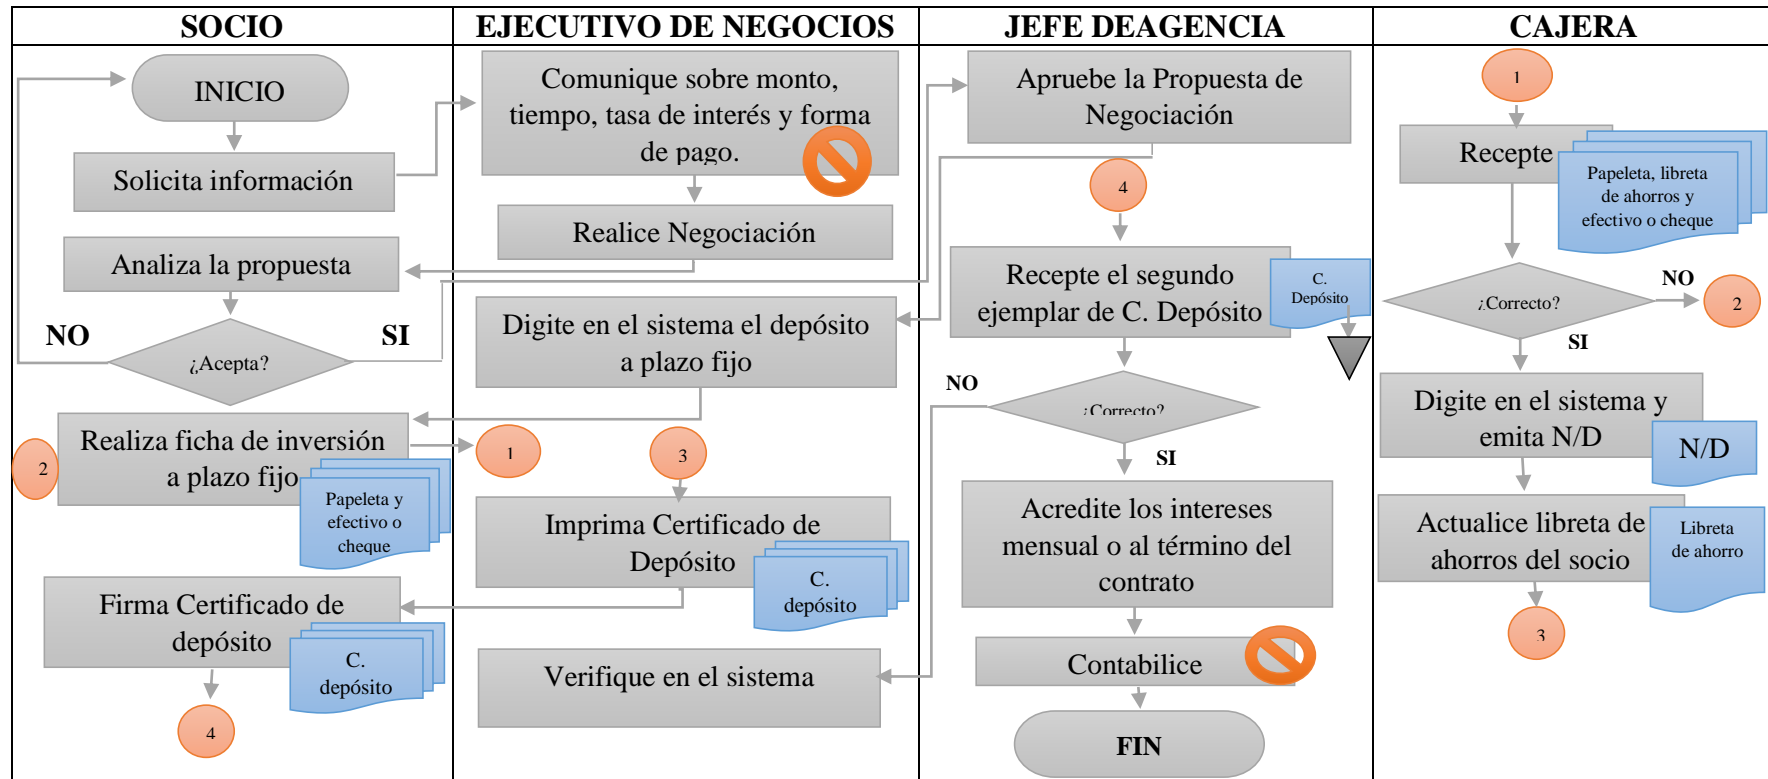 SOCIO
INICIO
Solicita información
Analiza la propuesta
NO
SI
¿Acepta?
2
Realiza ficha de inversión
a plazo fijo
Papeleta y
efectivo o
cheque
Firma Certificado de
depósito
C.
depósito
4
EJECUTIVO DE NEGOCIOS
Comunique sobre monto,
tiempo, tasa de interés y forma
de pago.
Realice Negociación
Digite en el sistema el depósito
a plazo fijo
1
3
Imprima Certificado de
Depósito
C.
depósito
Verifique en el sistema
JEFE DEAGENCIA
Apruebe la Propuesta de
Negociación
4
Recepte el segundo
ejemplar de C. Depósito
C.
Depósito
NO
¿Correcto?
SI
Acredite los intereses
mensual o al término del
contrato
Contabilice
FIN
CAJERA
1
Recepte
Papeleta, libreta
de ahorros y
efectivo o cheque
¿Correcto?
NO
2
SI
Digite en el sistema y
emita N/D
N/D
Actualice libreta de
ahorros del socio
Libreta
de ahorro
3